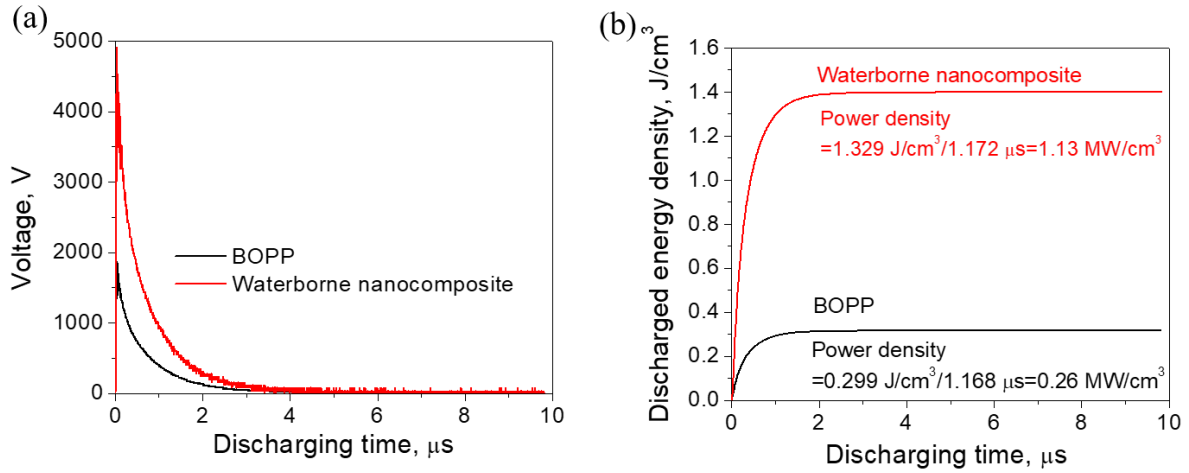 (a)
5000
4000
3000
2000
1000
0
Voltage, V
BOPP
Waterborne nanocomposite
0
2
4
6
8
10
Discharging time, μs
(b)
1.6
1.4
1.2
1.0
0.8
0.6
0.4
0.2
0.0
Discharged energy density, J/cm³
Waterborne nanocomposite
Power density
=1.329 J/cm³/1.172 μs=1.13 MW/cm³
BOPP
Power density
=0.299 J/cm³/1.168 μs=0.26 MW/cm³
0
2
4
6
8
10
Discharging time, μs